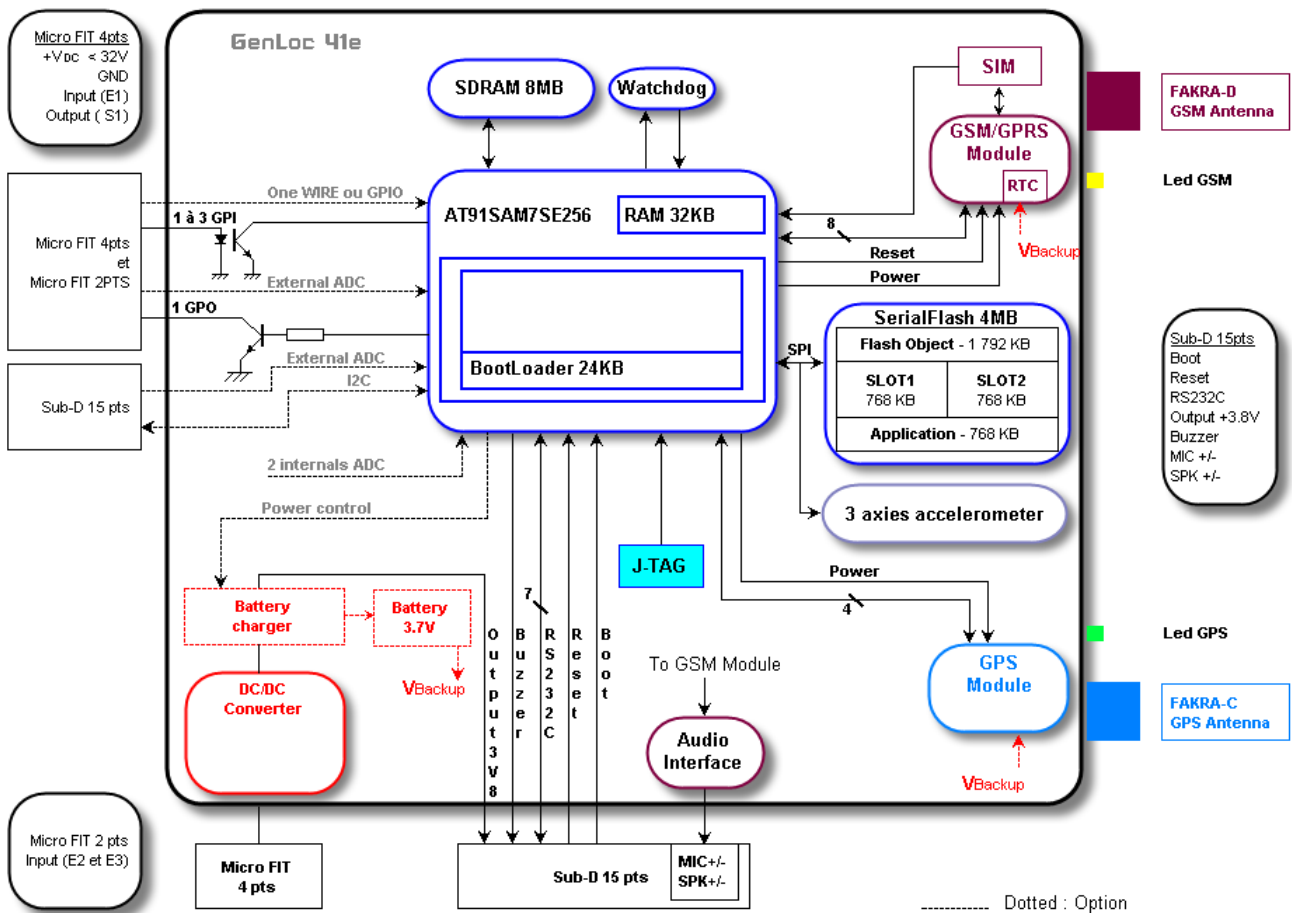 Micro FIT 4pts
+VDC < 32V
GND
Input (E1)
Output ( S1)
GenLoc 41e
SDRAM 8MB
Watchdog
SIM
GSM/GPRS
Module
RTC
VBackup
FAKRA-D
GSM Antenna
Led GSM
Micro FIT 4pts
et
Micro FIT 2PTS
One WIRE ou GPIO
1 à 3 GPI
External ADC
1 GPO
AT91SAM7SE256
RAM 32KB
BootLoader 24KB
8
Reset
Power
Sub-D 15 pts
External ADC
I2C
SPI
SerialFlash 4MB
Flash Object - 1 792 KB
SLOT1
768 KB
SLOT2
768 KB
Application - 768 KB
Sub-D 15pts
Boot
Reset
RS232C
Output +3.8V
Buzzer
MIC +/-
SPK +/-
2 internals ADC
Power control
3 axies accelerometer
J-TAG
Power
4
Battery
charger
Battery
3.7V
VBackup
DC/DC
Converter
7
Output3V8
Buzzer
RS232C
Reset
Boot
To GSM Module
Audio
Interface
GPS
Module
VBackup
Led GPS
FAKRA-C
GPS Antenna
Micro FIT 2 pts
Input (E2 et E3)
Micro FIT
4 pts
Sub-D 15 pts
MIC+/-
SPK+/-
Dotted : Option